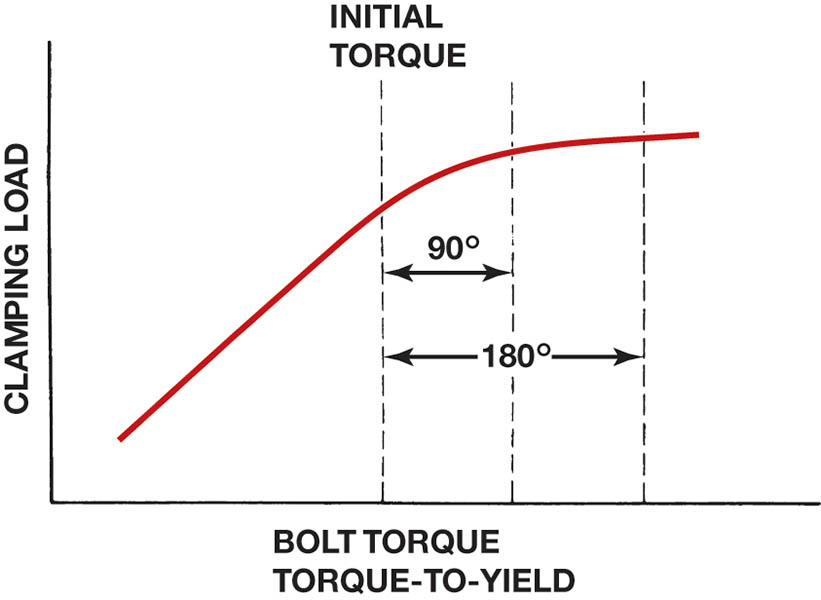 INITIAL
TORQUE
CLAMPING LOAD
90°
180°
BOLT TORQUE
TORQUE-TO-YIELD